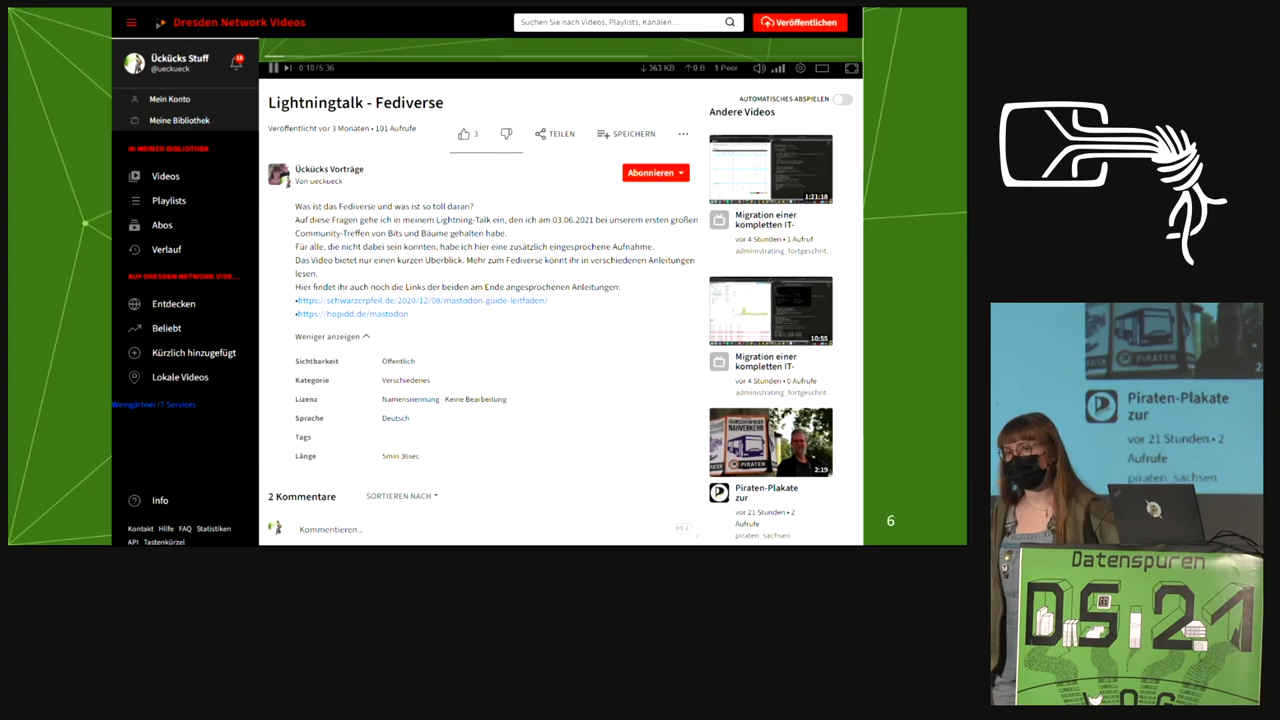 Dresden Network Videos
Suchen Sie nach Videos, Playlists, Kanälen…
Veröffentlichen
Ückücks Stuff
@ueckueck
Mein Konto
Meine Bibliothek
IN MEINER BIBLIOTHEK
Videos
Playlists
Abos
Verlauf
AUF DRESDEN NETWORK VIDE...
Entdecken
Beliebt
Kürzlich hinzugefügt
Lokale Videos
Weingärtner IT Services
Info
Kontakt Hilfe FAQ Statistiken
API Tastenkürzel
0:10/5:36
↓ 363 KB ↑ 0 B 1 Peer
Lightningtalk - Fediverse
Veröffentlicht vor 3 Monaten • 101 Aufrufe
3
TEILEN
SPEICHERN
Ückücks Vorträge
Von ueckueck
Abonnieren
Was ist das Fediverse und was ist so toll daran?
Auf diese Fragen gehe ich in meinem Lightning-Talk ein, den ich am 03.06.2021 bei unserem ersten großen
Community-Treffen von Bits und Bäume gehalten habe.
Für alle, die nicht dabei sein konnten, habe ich hier eine zusätzlich eingesprochene Aufnahme.
Das Video bietet nur einen kurzen Überblick. Mehr zum Fediverse könnt ihr in verschiedenen Anleitungen
lesen.
Hier findet ihr auch noch die Links der beiden am Ende angesprochenen Anleitungen:
•https://schwarzerpfeil.de/2020/12/08/mastodon-guide-leitfaden/
•https://hopidd.de/mastodon
Weniger anzeigen
Sichtbarkeit Öffentlich
Kategorie Verschiedenes
Lizenz Namensnennung - Keine Bearbeitung
Sprache Deutsch
Tags
Länge 5min 36sec
2 Kommentare SORTIEREN NACH
Kommentieren...
AUTOMATISCHES ABSPIELEN
Andere Videos
1:21:18
Migration einer
kompletten IT-
vor 4 Stunden • 1 Aufruf
administrating_fortgeschrit...
10:55
Migration einer
kompletten IT-
vor 4 Stunden • 0 Aufrufe
administrating_fortgeschrit...
FAHRSCHEINFREIER
NAHVERKEHR
PIRATEN
2:19
Piraten-Plakate
zur
vor 21 Stunden • 2
Aufrufe
piraten_sachsen
6
PIRATEN
Piraten-Plakate
zur
vor 21 Stunden • 2
Aufrufe
piraten_sachsen
Datenspuren
DS:21